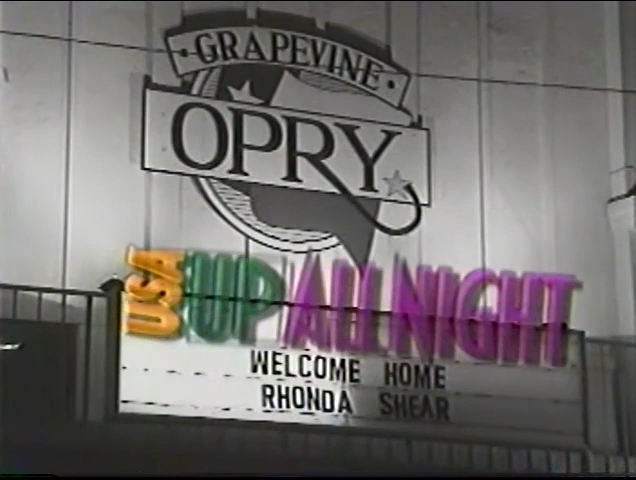 GRAPEVINE
OPRY
USA UP ALL NIGHT
WELCOME HOME
RHONDA SHEAR